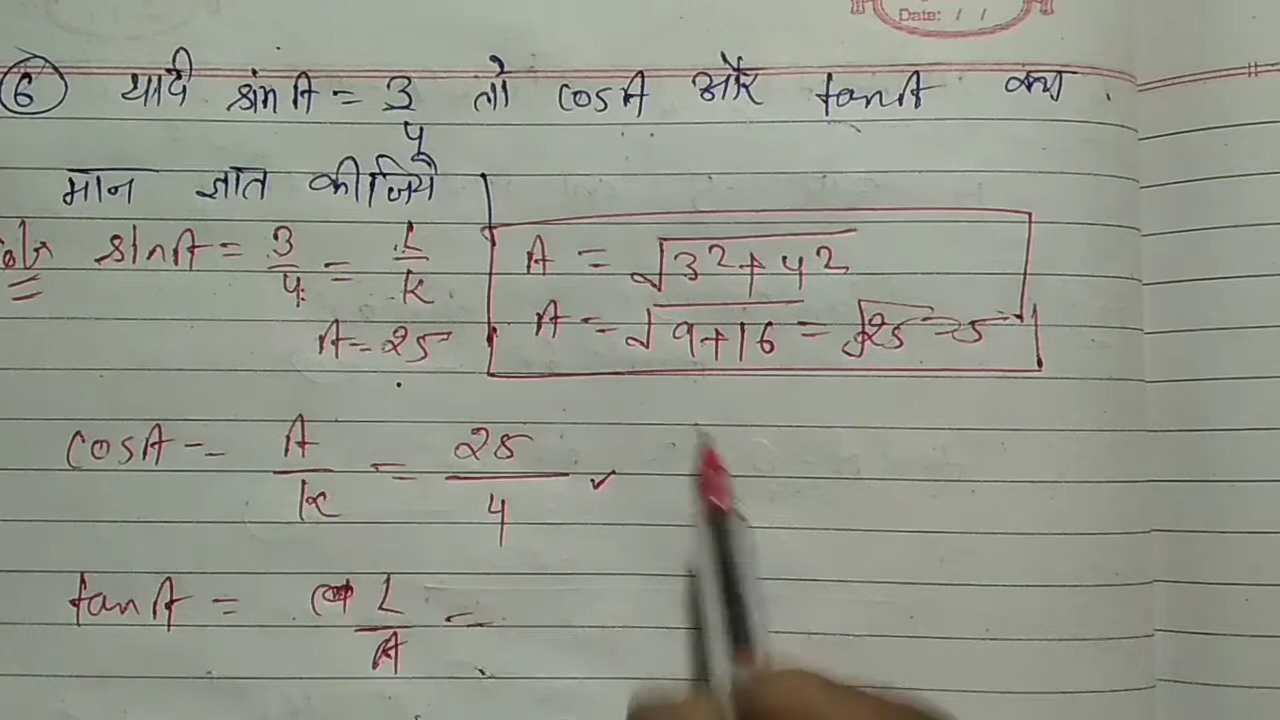 Date: / /
6 यदि sinA = 3/4 तो cosA और tanA का
मान ज्ञात कीजिये
sinA = 3/4 = L/K
A = 25
A = √3²+4²
A = √9+16 = √25 = 5
cosA = A/K = 25/4 ✓
tanA = L/A =